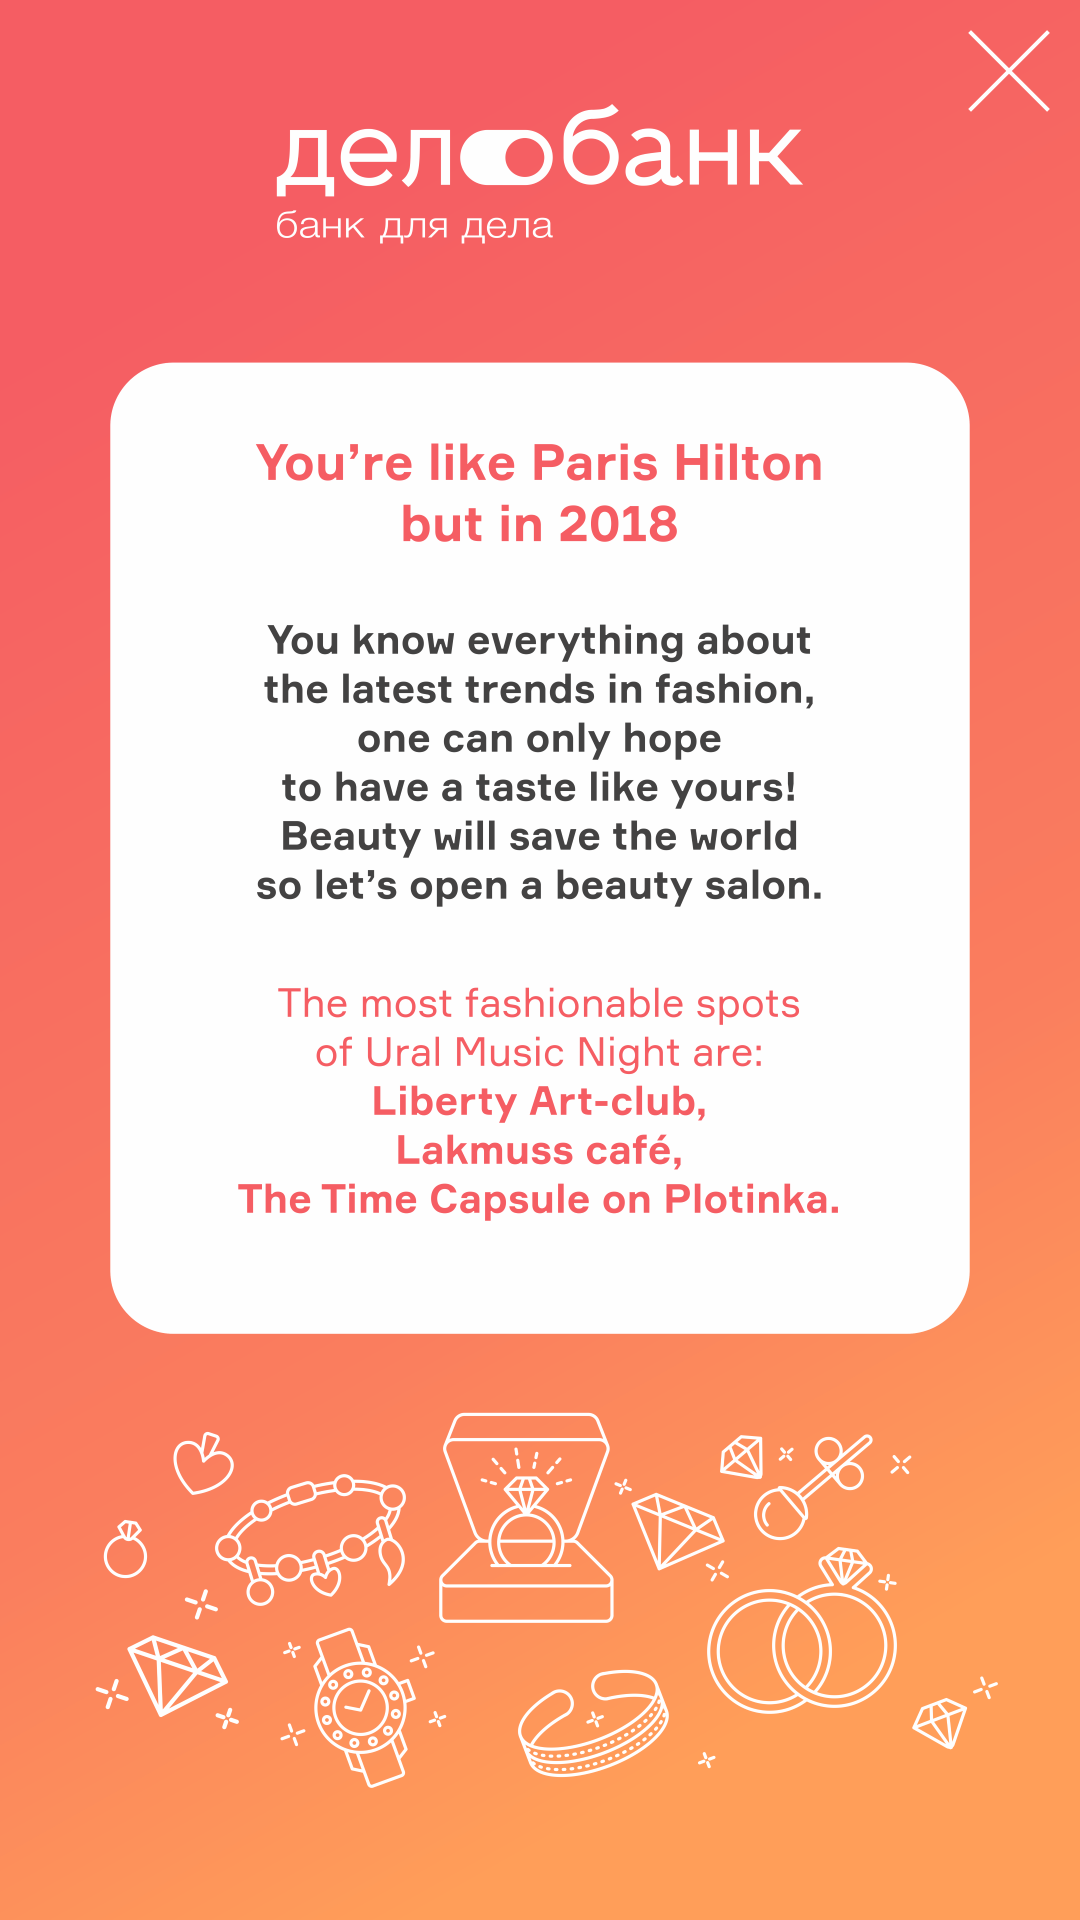 делобанк
банк для дела
You’re like Paris Hilton
but in 2018
You know everything about
the latest trends in fashion,
one can only hope
to have a taste like yours!
Beauty will save the world
so let’s open a beauty salon.
The most fashionable spots
of Ural Music Night are:
Liberty Art-club,
Lakmuss café,
The Time Capsule on Plotinka.